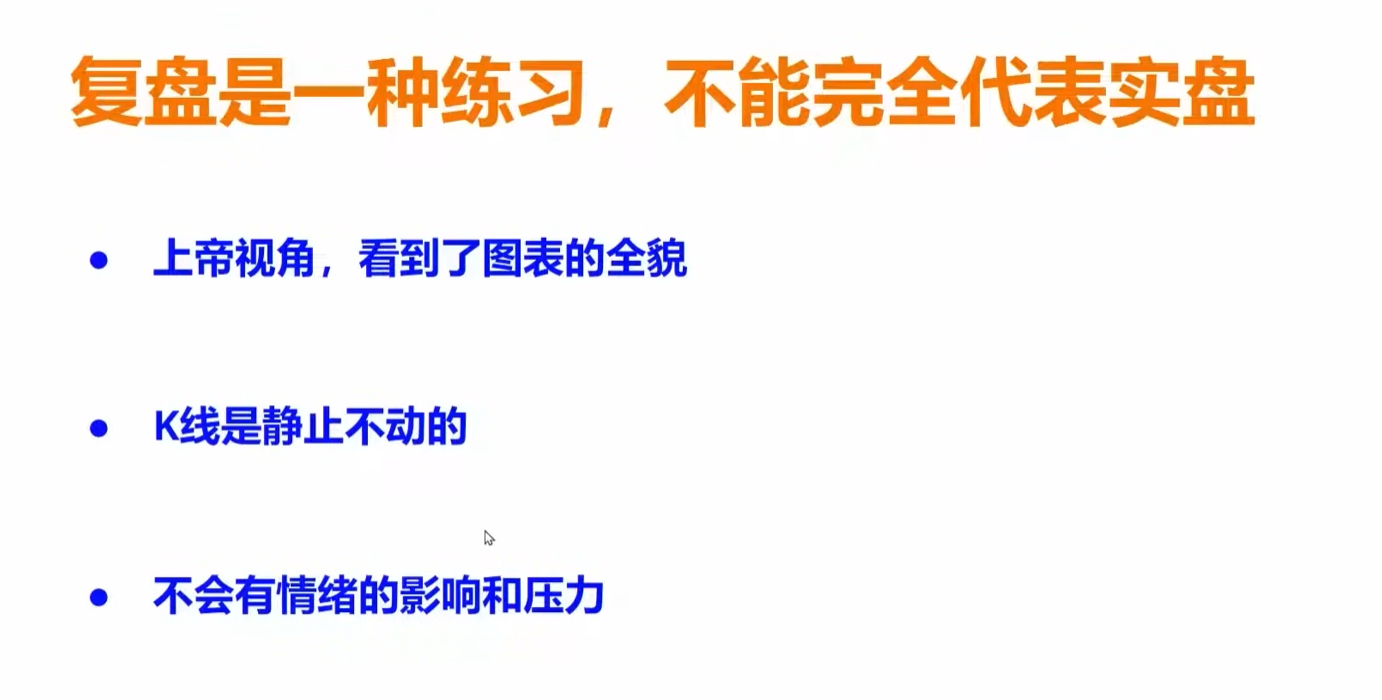 复盘是一种练习，不能完全代表实盘
● 上帝视角，看到了图表的全貌
● K线是静止不动的
● 不会有情绪的影响和压力